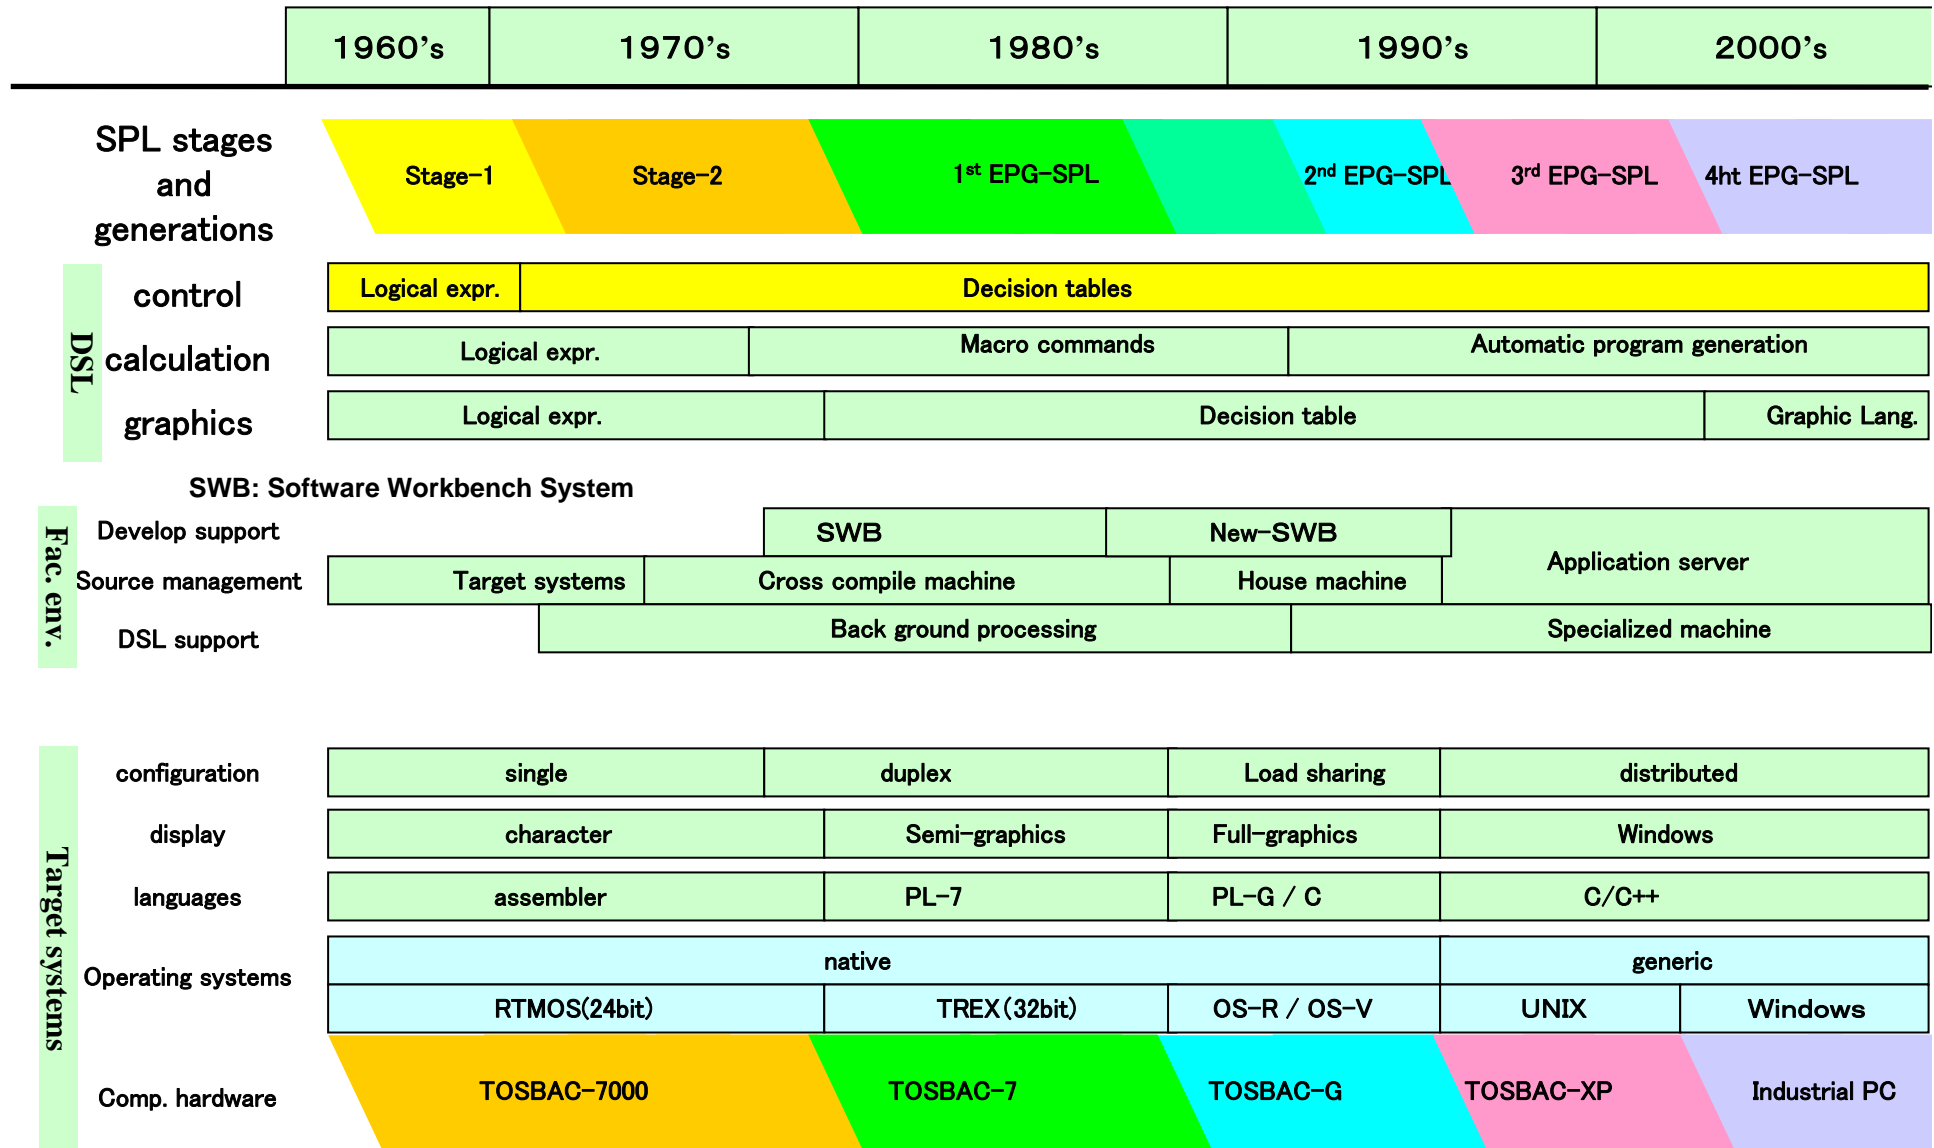 1960's 1970's 1980's 1990's 2000's
SPL stages
and
generations
Stage-1 Stage-2 1st EPG-SPL 2nd EPG-SPL 3rd EPG-SPL 4ht EPG-SPL
DSL
control Logical expr. Decision tables
calculation Logical expr. Macro commands Automatic program generation
graphics Logical expr. Decision table Graphic Lang.
SWB: Software Workbench System
Fac. env.
Develop support SWB New-SWB
Application server
Source management Target systems Cross compile machine House machine
DSL support Back ground processing Specialized machine
Target systems
configuration single duplex Load sharing distributed
display character Semi-graphics Full-graphics Windows
languages assembler PL-7 PL-G / C C/C++
Operating systems
native generic
RTMOS(24bit) TREX(32bit) OS-R / OS-V UNIX Windows
Comp. hardware TOSBAC-7000 TOSBAC-7 TOSBAC-G TOSBAC-XP Industrial PC